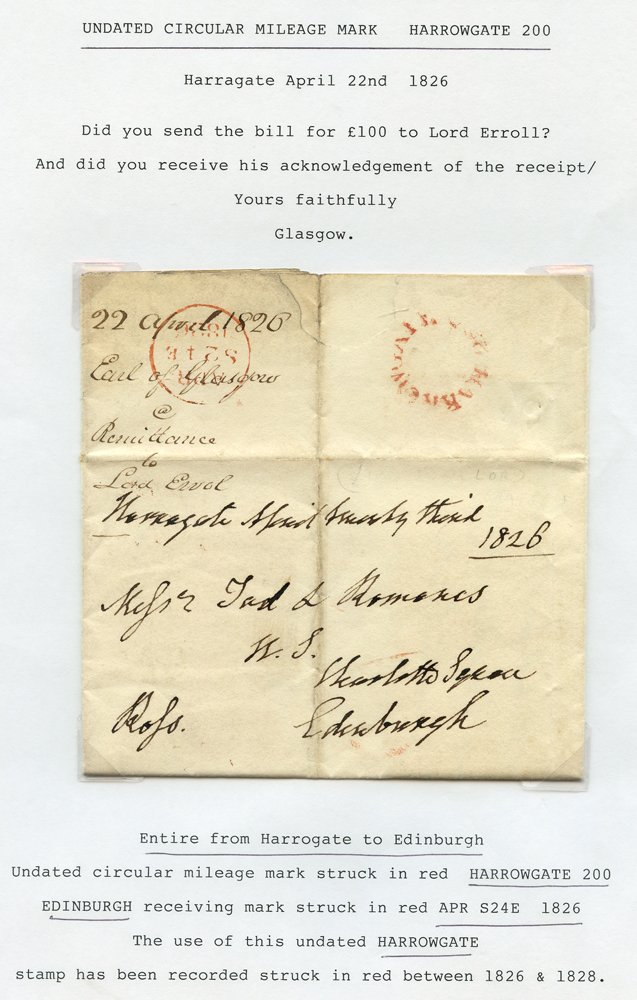 UNDATED CIRCULAR MILEAGE MARK HARROWGATE 200
Harragate April 22nd 1826
Did you send the bill for £100 to Lord Erroll?
And did you receive his acknowledgement of the receipt/
Yours faithfully
Glasgow.
22 April 1826
Earl of Glasgow
@
Remittance
to
Lord Errol
Harragate April twenty third
1826
Messrs Tod & Romanes
W. S.
Charlotte Square
Ross.
Edinburgh
Entire from Harrogate to Edinburgh
Undated circular mileage mark struck in red HARROWGATE 200
EDINBURGH receiving mark struck in red APR S24E 1826
The use of this undated HARROWGATE
stamp has been recorded struck in red between 1826 & 1828.